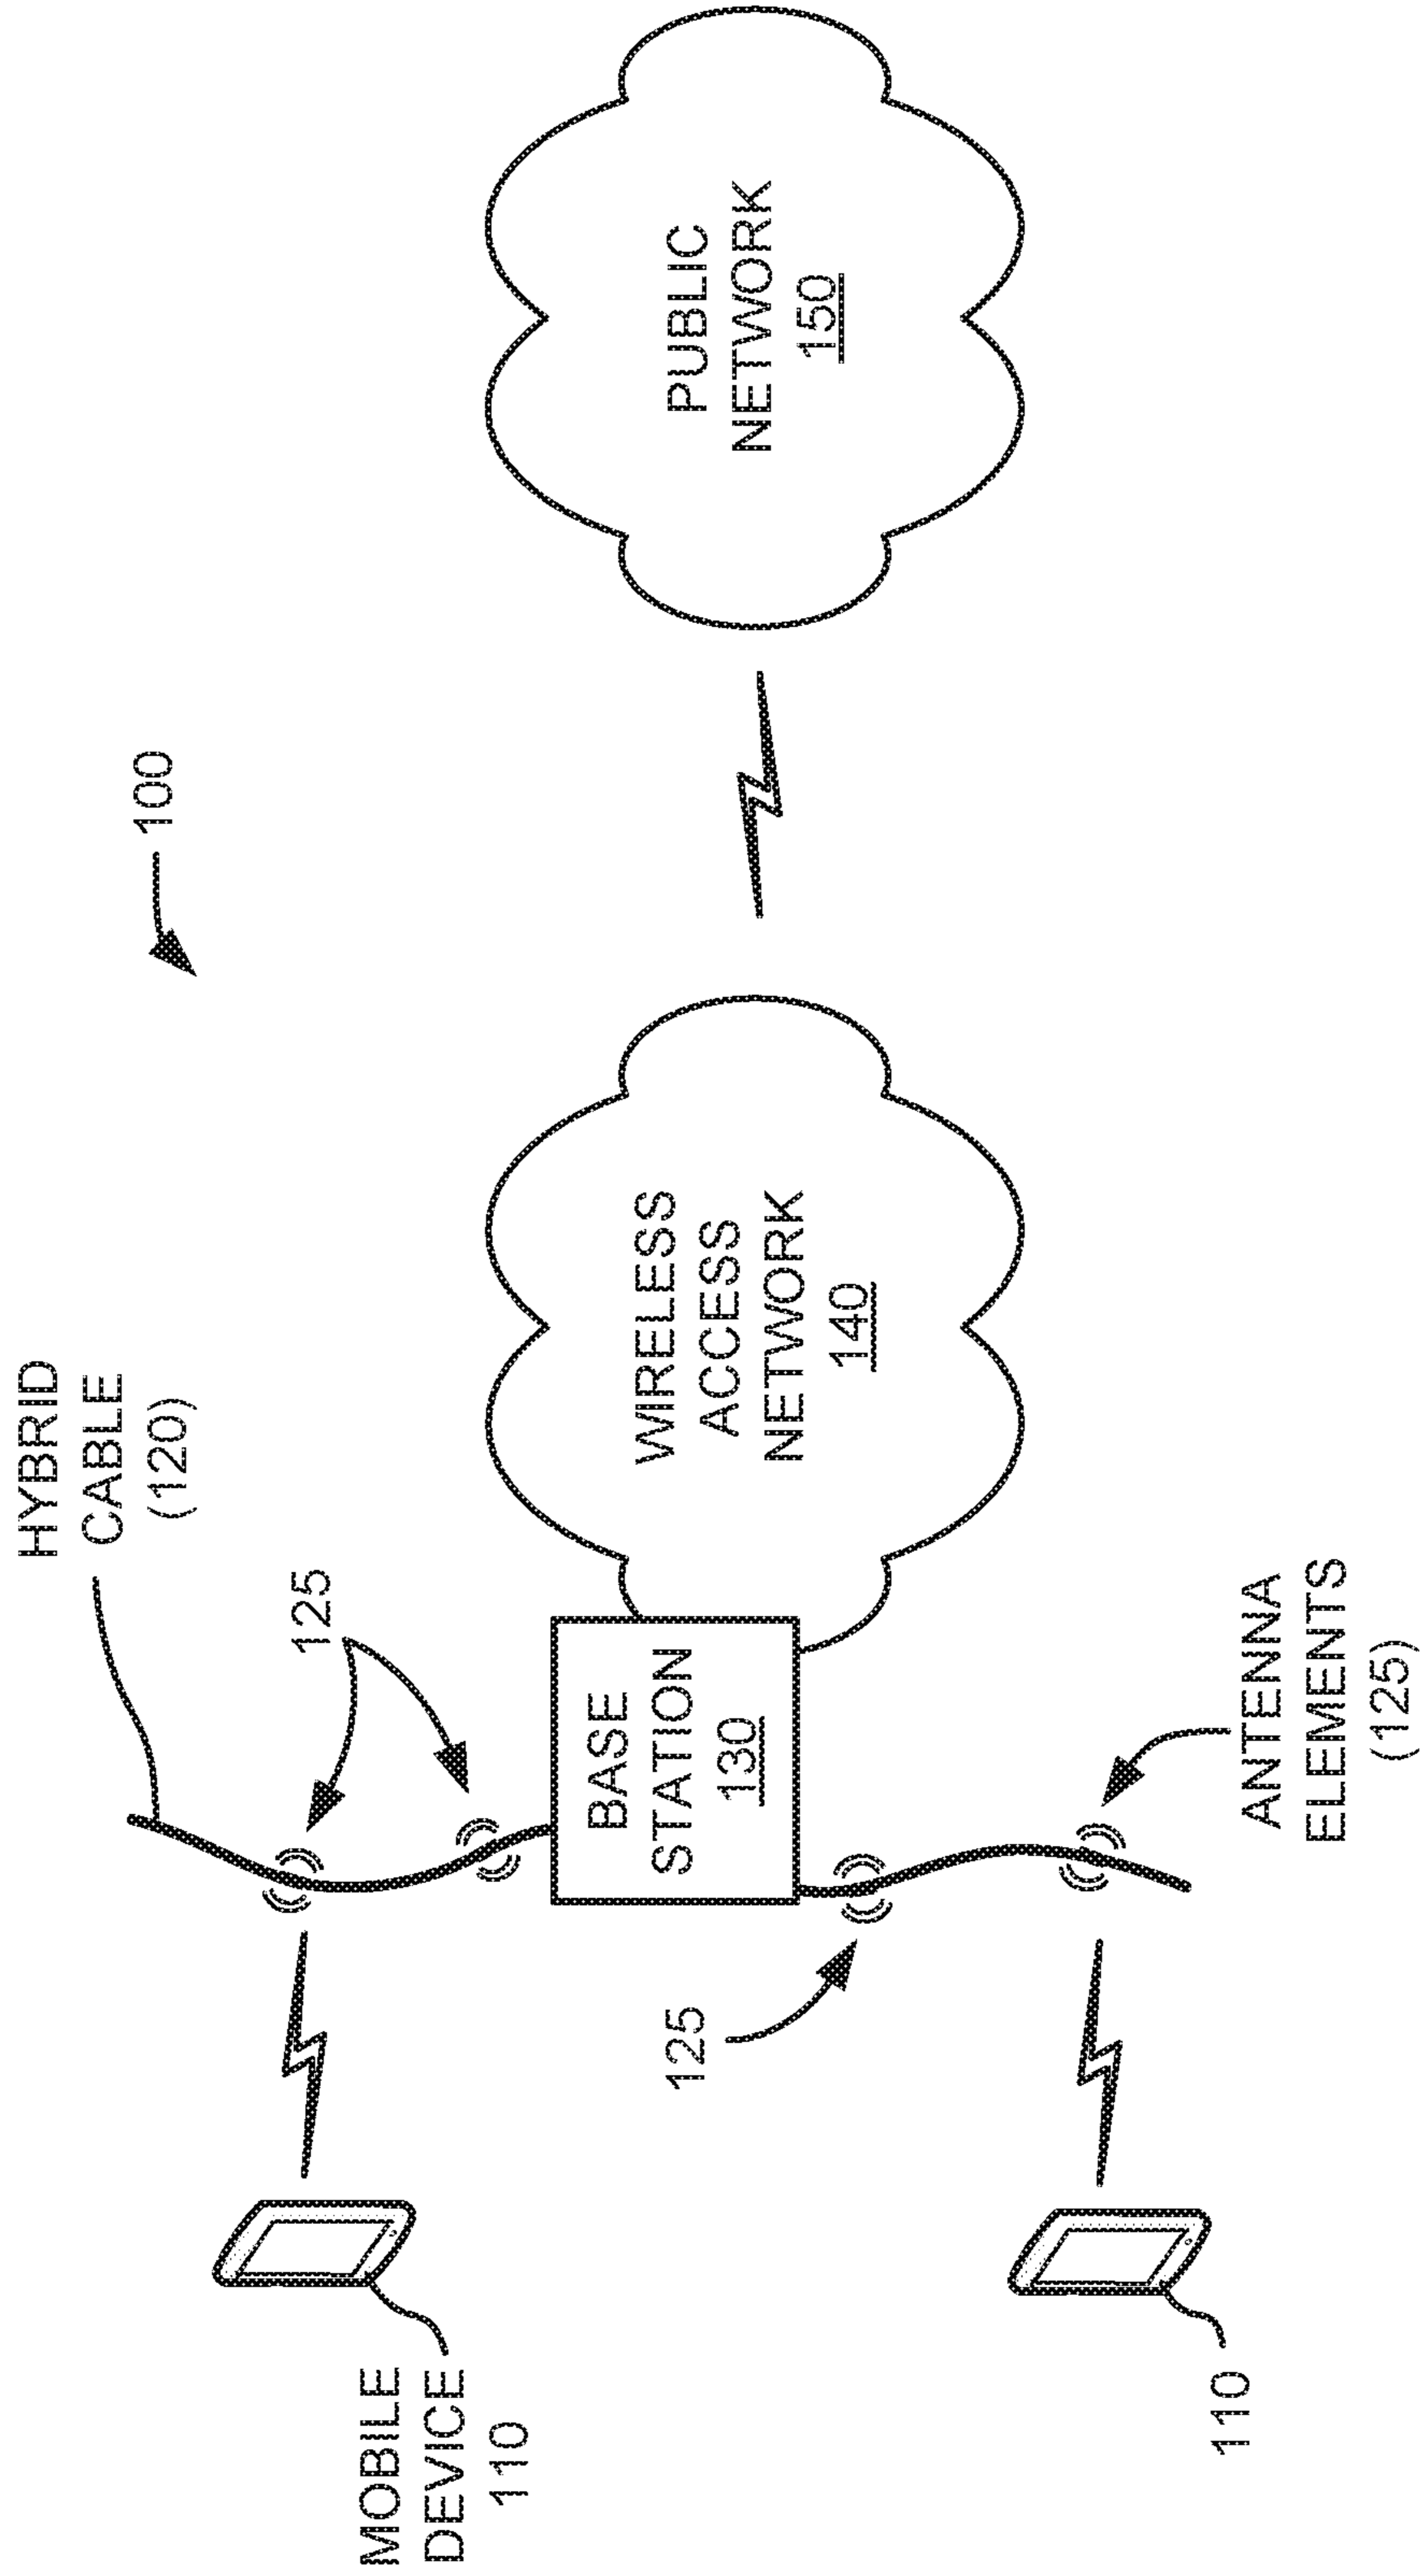 100
HYBRID
CABLE
(120)
125
MOBILE
DEVICE
110
BASE
STATION
130
WIRELESS
ACCESS
NETWORK
140
PUBLIC
NETWORK
150
125
110
ANTENNA
ELEMENTS
(125)